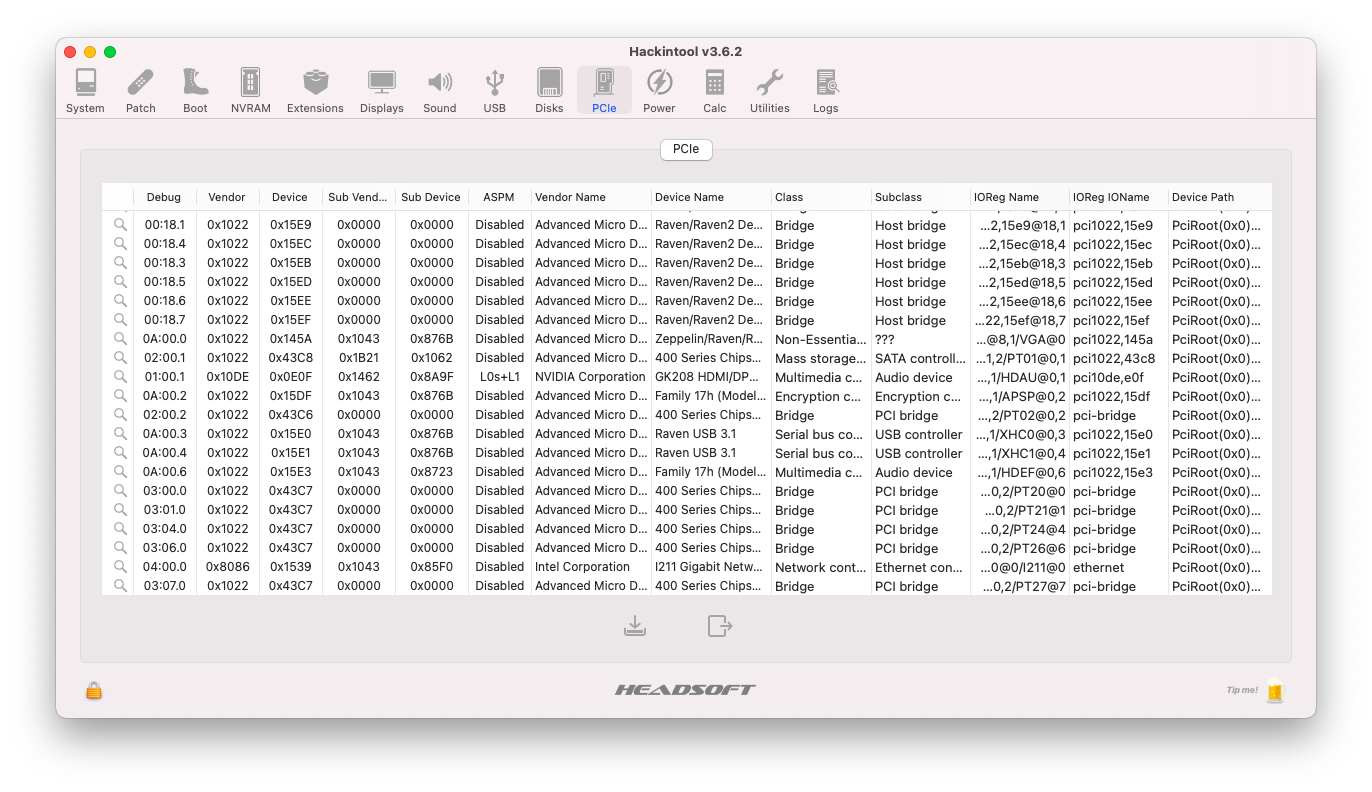 Hackintool v3.6.2
System Patch Boot NVRAM Extensions Displays Sound USB Disks PCIe Power Calc Utilities Logs
PCIe
Debug Vendor Device Sub Vend... Sub Device ASPM Vendor Name Device Name Class Subclass IOReg Name IOReg IOName Device Path
00:18.1 0x1022 0x15E9 0x0000 0x0000 Disabled Advanced Micro D... Raven/Raven2 De... Bridge Host bridge ...2,15e9@18,1 pci1022,15e9 PciRoot(0x0)...
00:18.4 0x1022 0x15EC 0x0000 0x0000 Disabled Advanced Micro D... Raven/Raven2 De... Bridge Host bridge ...2,15ec@18,4 pci1022,15ec PciRoot(0x0)...
00:18.3 0x1022 0x15EB 0x0000 0x0000 Disabled Advanced Micro D... Raven/Raven2 De... Bridge Host bridge ...2,15eb@18,3 pci1022,15eb PciRoot(0x0)...
00:18.5 0x1022 0x15ED 0x0000 0x0000 Disabled Advanced Micro D... Raven/Raven2 De... Bridge Host bridge ...2,15ed@18,5 pci1022,15ed PciRoot(0x0)...
00:18.6 0x1022 0x15EE 0x0000 0x0000 Disabled Advanced Micro D... Raven/Raven2 De... Bridge Host bridge ...2,15ee@18,6 pci1022,15ee PciRoot(0x0)...
00:18.7 0x1022 0x15EF 0x0000 0x0000 Disabled Advanced Micro D... Raven/Raven2 De... Bridge Host bridge ...22,15ef@18,7 pci1022,15ef PciRoot(0x0)...
0A:00.0 0x1022 0x145A 0x1043 0x876B Disabled Advanced Micro D... Zeppelin/Raven/R... Non-Essentia... ??? ...@8,1/VGA@0 pci1022,145a PciRoot(0x0)...
02:00.1 0x1022 0x43C8 0x1B21 0x1062 Disabled Advanced Micro D... 400 Series Chips... Mass storage... SATA controll... ...1,2/PT01@0,1 pci1022,43c8 PciRoot(0x0)...
01:00.1 0x10DE 0x0E0F 0x1462 0x8A9F L0s+L1 NVIDIA Corporation GK208 HDMI/DP... Multimedia c... Audio device ...,1/HDAU@0,1 pci10de,e0f PciRoot(0x0)...
0A:00.2 0x1022 0x15DF 0x1043 0x876B Disabled Advanced Micro D... Family 17h (Model... Encryption c... Encryption c... ...,1/APSP@0,2 pci1022,15df PciRoot(0x0)...
02:00.2 0x1022 0x43C6 0x0000 0x0000 Disabled Advanced Micro D... 400 Series Chips... Bridge PCI bridge ...,2/PT02@0,2 pci-bridge PciRoot(0x0)...
0A:00.3 0x1022 0x15E0 0x1043 0x876B Disabled Advanced Micro D... Raven USB 3.1 Serial bus co... USB controller ...,1/XHC0@0,3 pci1022,15e0 PciRoot(0x0)...
0A:00.4 0x1022 0x15E1 0x1043 0x876B Disabled Advanced Micro D... Raven USB 3.1 Serial bus co... USB controller ...,1/XHC1@0,4 pci1022,15e1 PciRoot(0x0)...
0A:00.6 0x1022 0x15E3 0x1043 0x8723 Disabled Advanced Micro D... Family 17h (Model... Multimedia c... Audio device ...,1/HDEF@0,6 pci1022,15e3 PciRoot(0x0)...
03:00.0 0x1022 0x43C7 0x0000 0x0000 Disabled Advanced Micro D... 400 Series Chips... Bridge PCI bridge ...0,2/PT20@0 pci-bridge PciRoot(0x0)...
03:01.0 0x1022 0x43C7 0x0000 0x0000 Disabled Advanced Micro D... 400 Series Chips... Bridge PCI bridge ...0,2/PT21@1 pci-bridge PciRoot(0x0)...
03:04.0 0x1022 0x43C7 0x0000 0x0000 Disabled Advanced Micro D... 400 Series Chips... Bridge PCI bridge ...0,2/PT24@4 pci-bridge PciRoot(0x0)...
03:06.0 0x1022 0x43C7 0x0000 0x0000 Disabled Advanced Micro D... 400 Series Chips... Bridge PCI bridge ...0,2/PT26@6 pci-bridge PciRoot(0x0)...
04:00.0 0x8086 0x1539 0x1043 0x85F0 Disabled Intel Corporation I211 Gigabit Netw... Network cont... Ethernet con... ...0@0/I211@0 ethernet PciRoot(0x0)...
03:07.0 0x1022 0x43C7 0x0000 0x0000 Disabled Advanced Micro D... 400 Series Chips... Bridge PCI bridge ...0,2/PT27@7 pci-bridge PciRoot(0x0)...
HEADSOFT
Tip me!